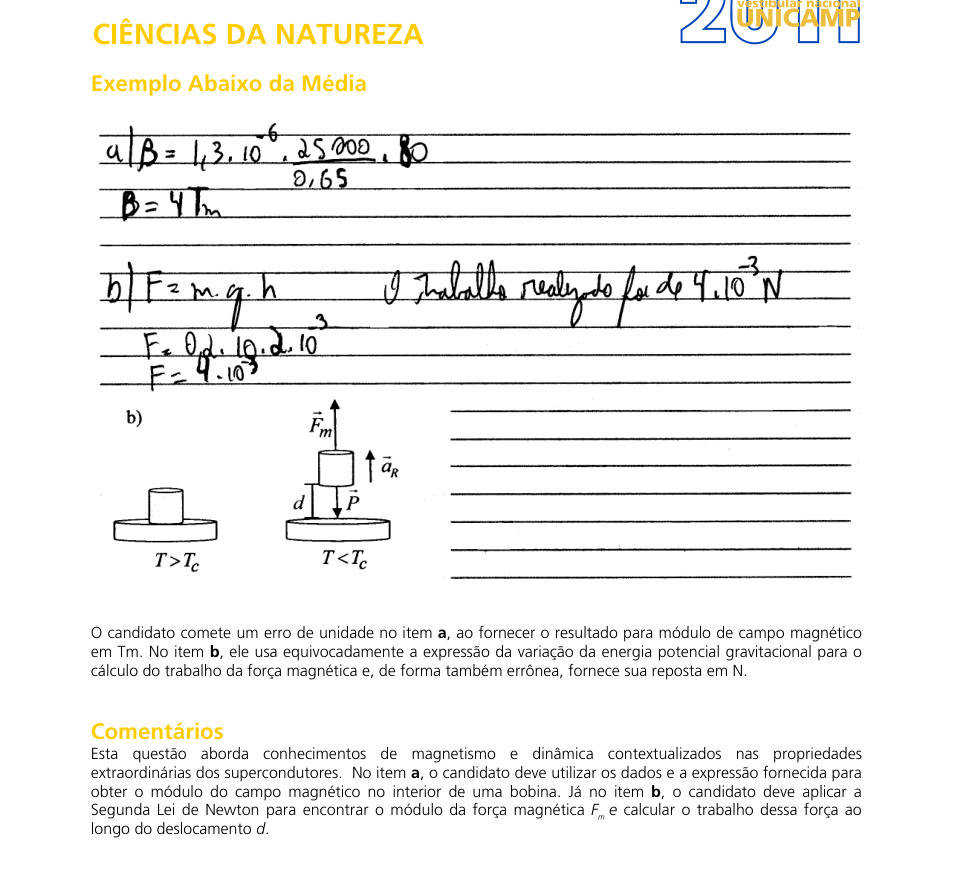 vestibular nacional
2011
UNICAMP
CIÊNCIAS DA NATUREZA
Exemplo Abaixo da Média
a) B = 1,3. 10⁻⁶ . 25000/0,65 . 80
B = 4 Tm
b) F = m. g. h O trabalho realizado foi de 4.10⁻³ N
F = 0,2. 10. 2. 10⁻³
F = 4 . 10⁻³
b)
F⃗m
a⃗R
d P⃗
T > Tc T < Tc
O candidato comete um erro de unidade no item a, ao fornecer o resultado para módulo de campo magnético
em Tm. No item b, ele usa equivocadamente a expressão da variação da energia potencial gravitacional para o
cálculo do trabalho da força magnética e, de forma também errônea, fornece sua reposta em N.
Comentários
Esta questão aborda conhecimentos de magnetismo e dinâmica contextualizados nas propriedades
extraordinárias dos supercondutores. No item a, o candidato deve utilizar os dados e a expressão fornecida para
obter o módulo do campo magnético no interior de uma bobina. Já no item b, o candidato deve aplicar a
Segunda Lei de Newton para encontrar o módulo da força magnética Fm e calcular o trabalho dessa força ao
longo do deslocamento d.